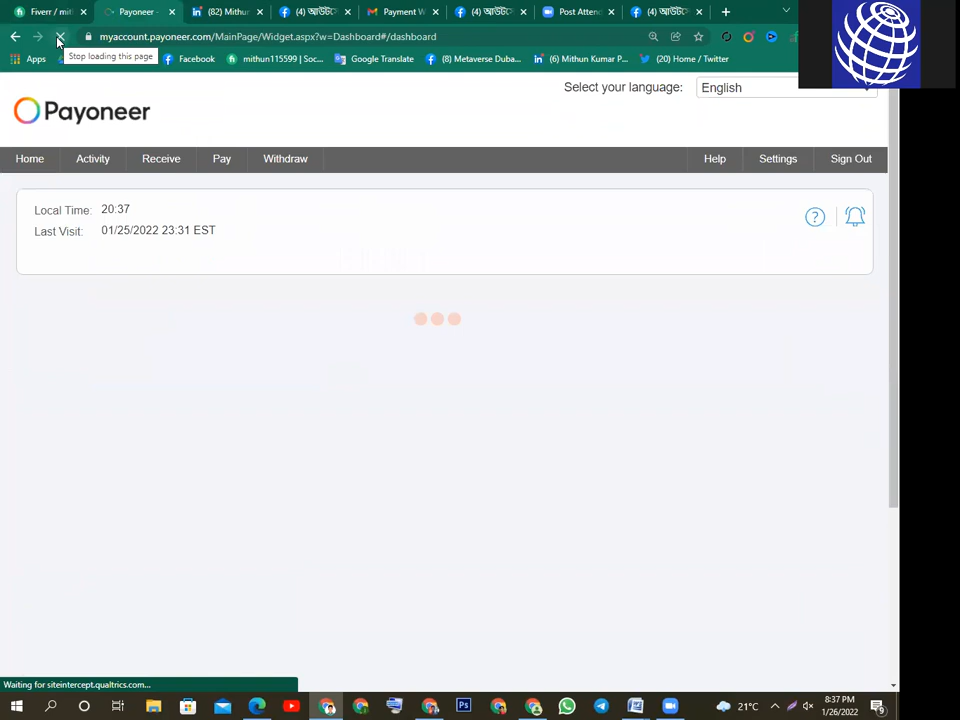 Fiverr / mith
Payoneer -
(82) Mithun
(4) আউটসে
Payment W
(4) আউটসে
Post Attend
(4) আউটসে
myaccount.payoneer.com/MainPage/Widget.aspx?w=Dashboard#/dashboard
Stop loading this page
Apps
Facebook
mithun115599 | Soc...
Google Translate
(8) Metaverse Duba...
(6) Mithun Kumar P...
(20) Home / Twitter
Select your language:
English
Payoneer
Home
Activity
Receive
Pay
Withdraw
Help
Settings
Sign Out
Local Time: 20:37
Last Visit: 01/25/2022 23:31 EST
Waiting for siteintercept.qualtrics.com...
21°C
8:37 PM
1/26/2022
9